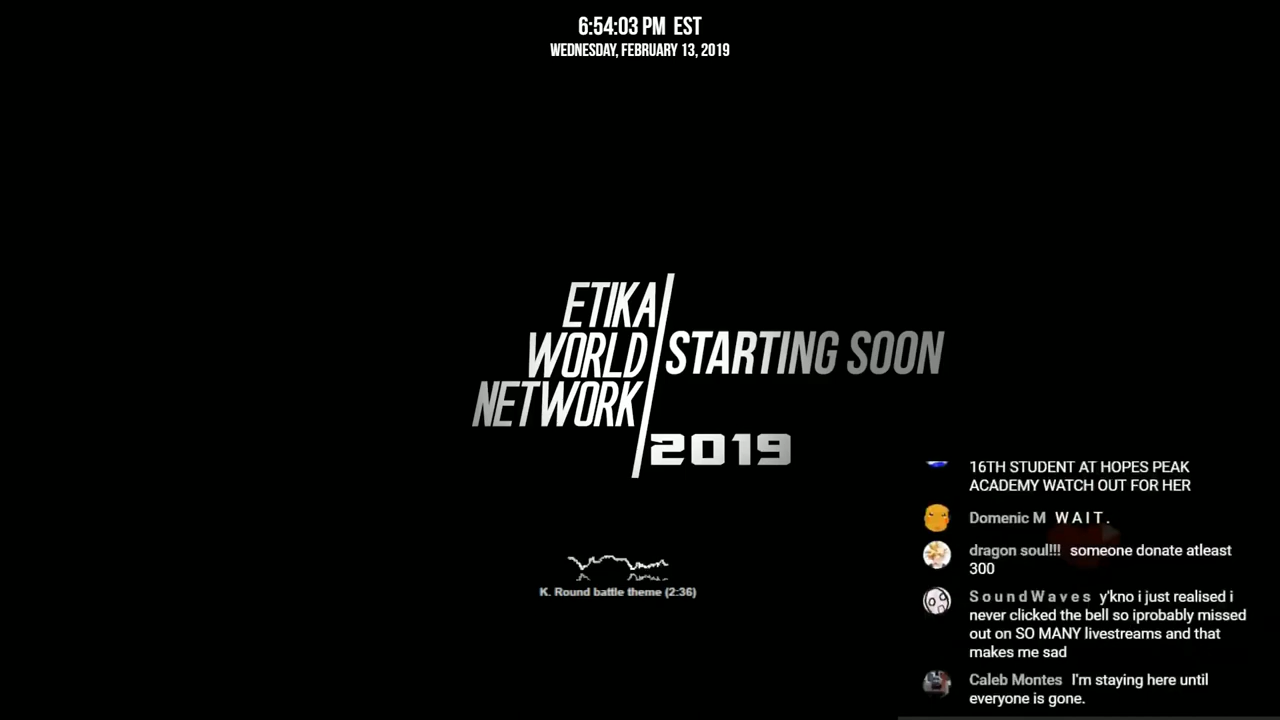 6:54:03 PM EST
WEDNESDAY, FEBRUARY 13, 2019
ETIKA
WORLD
NETWORK
STARTING SOON
2019
K. Round battle theme (2:36)
16TH STUDENT AT HOPES PEAK
ACADEMY WATCH OUT FOR HER
Domenic M W A I T .
dragon soul!!! someone donate atleast
300
S o u n d W a v e s y'kno i just realised i
never clicked the bell so iprobably missed
out on SO MANY livestreams and that
makes me sad
Caleb Montes I'm staying here until
everyone is gone.